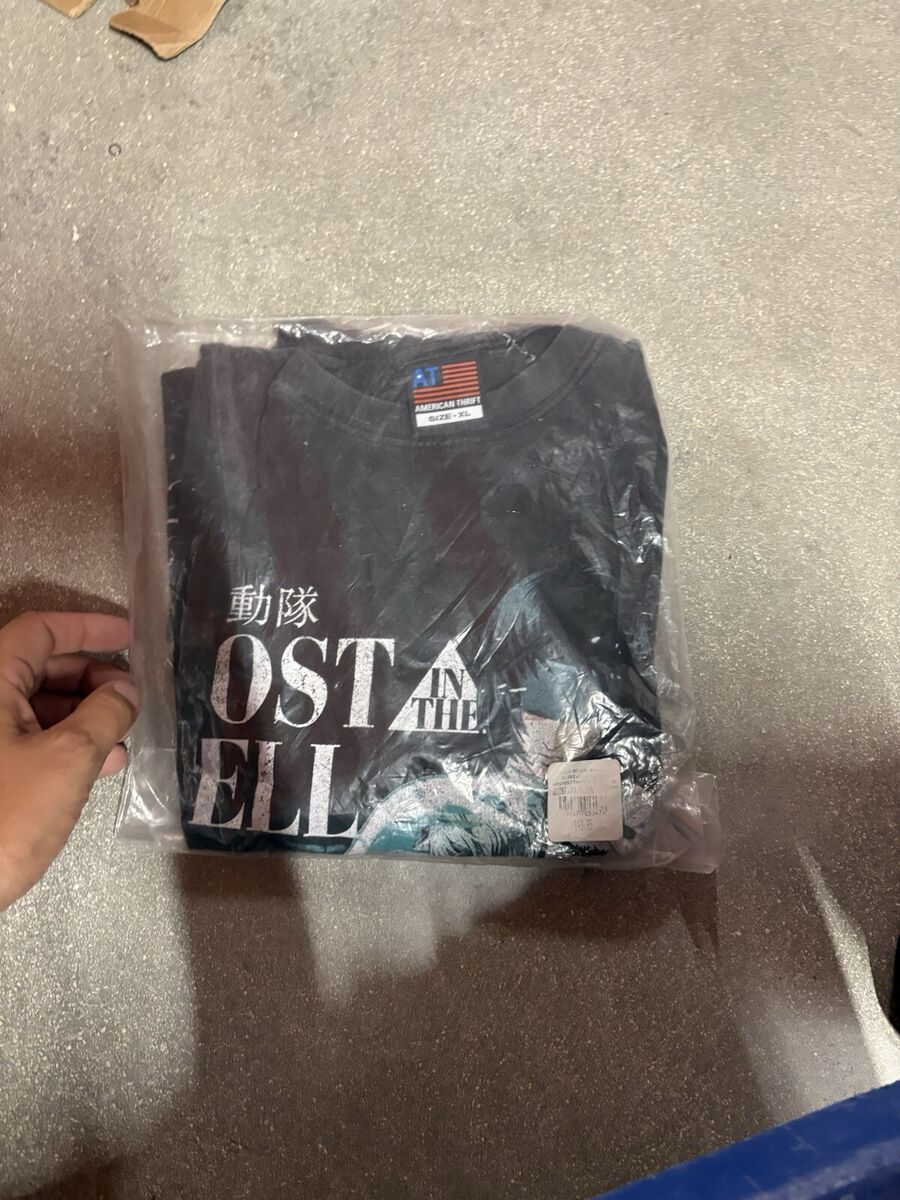 AT
AMERICAN THRIFT
SIZE - XL
動隊
OST
IN
THE
ELL